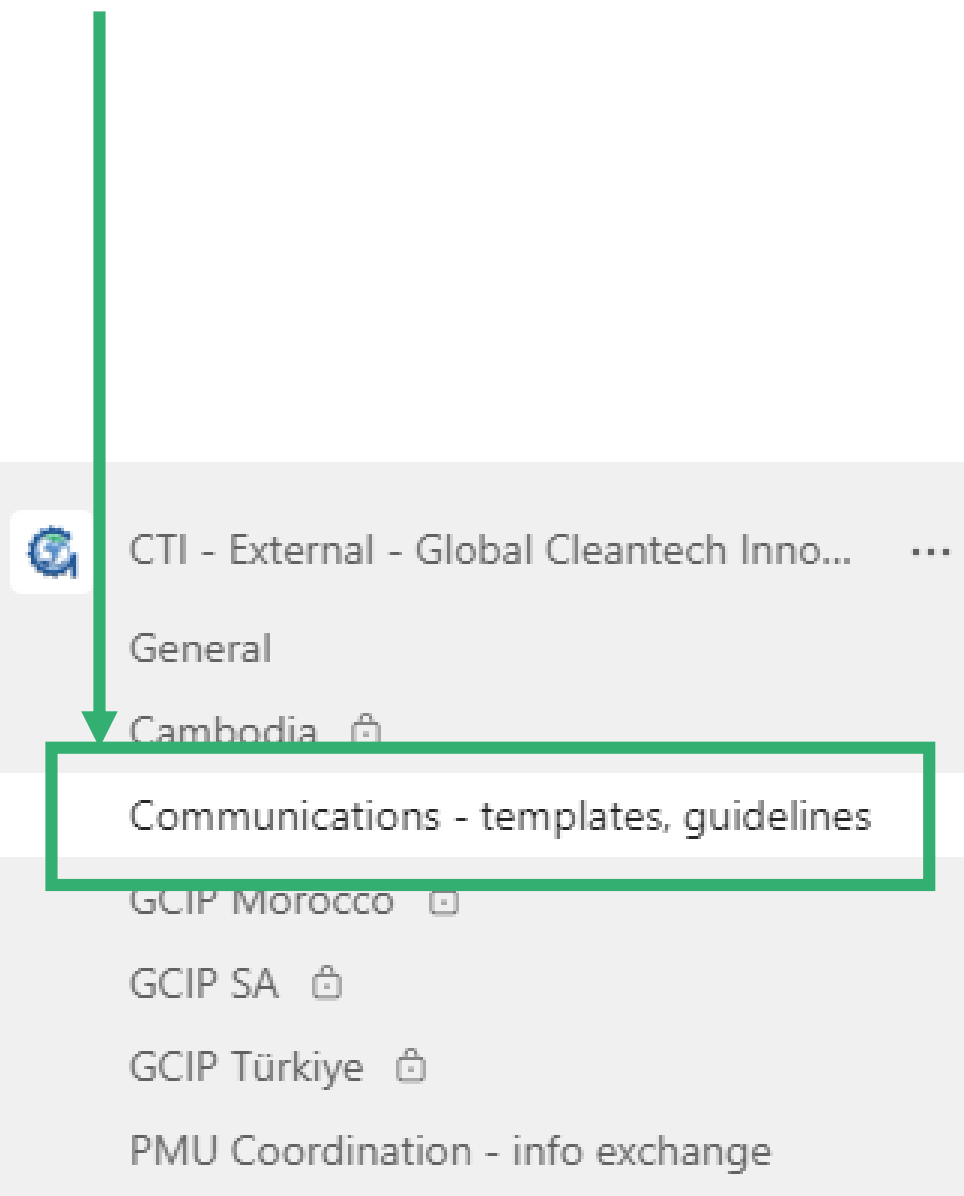 CTI - External - Global Cleantech Inno...
General
Cambodia
Communications - templates, guidelines
GCIP Morocco
GCIP SA
GCIP Türkiye
PMU Coordination - info exchange